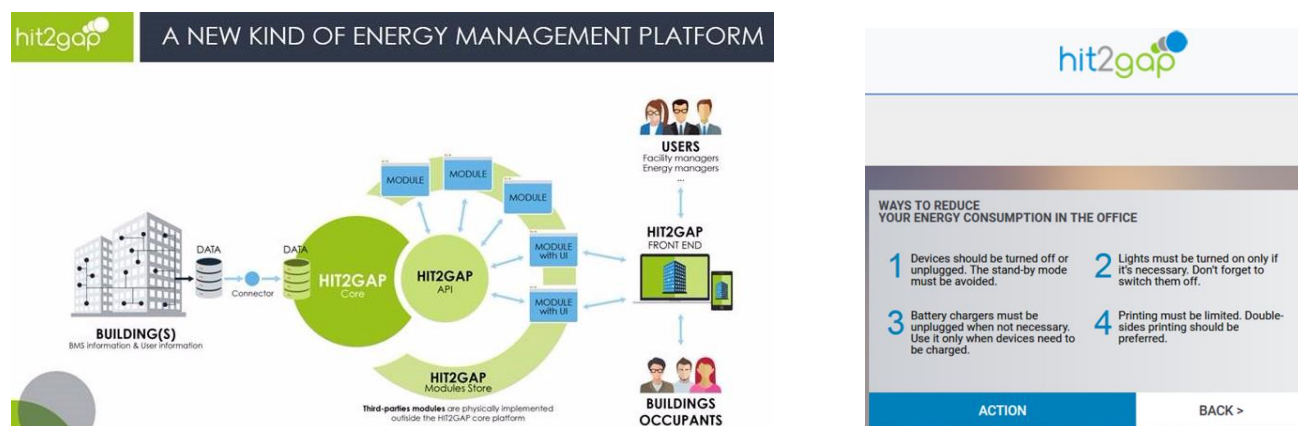 hit2gap
A NEW KIND OF ENERGY MANAGEMENT PLATFORM
USERS
Facility managers
Energy managers
...
MODULE
MODULE
MODULE
MODULE
with UI
MODULE
with UI
HIT2GAP
FRONT END
DATA
DATA
Connector
HIT2GAP
Core
HIT2GAP
API
BUILDING(S)
BMS information & User information
HIT2GAP
Modules Store
Third-parties modules are physically implemented
outiside the HIT2GAP core platform
BUILDINGS
OCCUPANTS
hit2gap
WAYS TO REDUCE
YOUR ENERGY CONSUMPTION IN THE OFFICE
1 Devices should be turned off or
unplugged. The stand-by mode
must be avoided.
2 Lights must be turned on only if
it's necessary. Don't forget to
switch them off.
3 Battery chargers must be
unplugged when not necessary.
Use it only when devices need to
be charged.
4 Printing must be limited. Double-
sides printing should be
preferred.
ACTION
BACK >